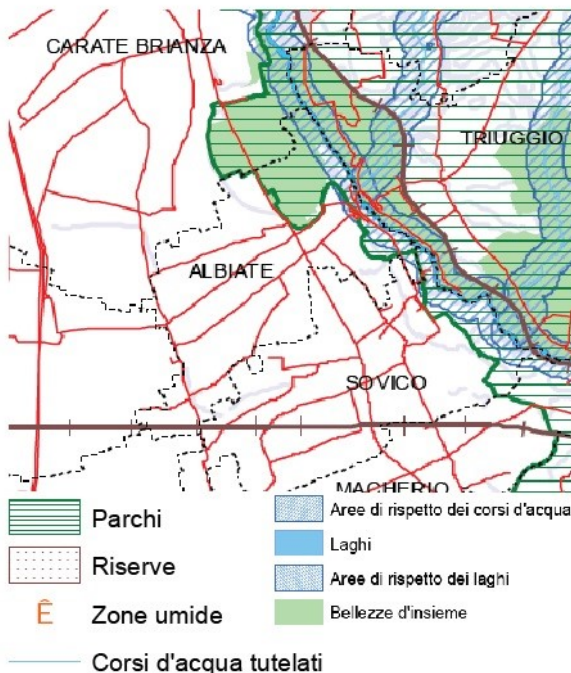 CARATE BRIANZA
TRIUGGIO
ALBIATE
SOVICO
MACHERIO
Parchi
Riserve
Ê Zone umide
Corsi d'acqua tutelati
Aree di rispetto dei corsi d'acqua
Laghi
Aree di rispetto dei laghi
Bellezze d'insieme